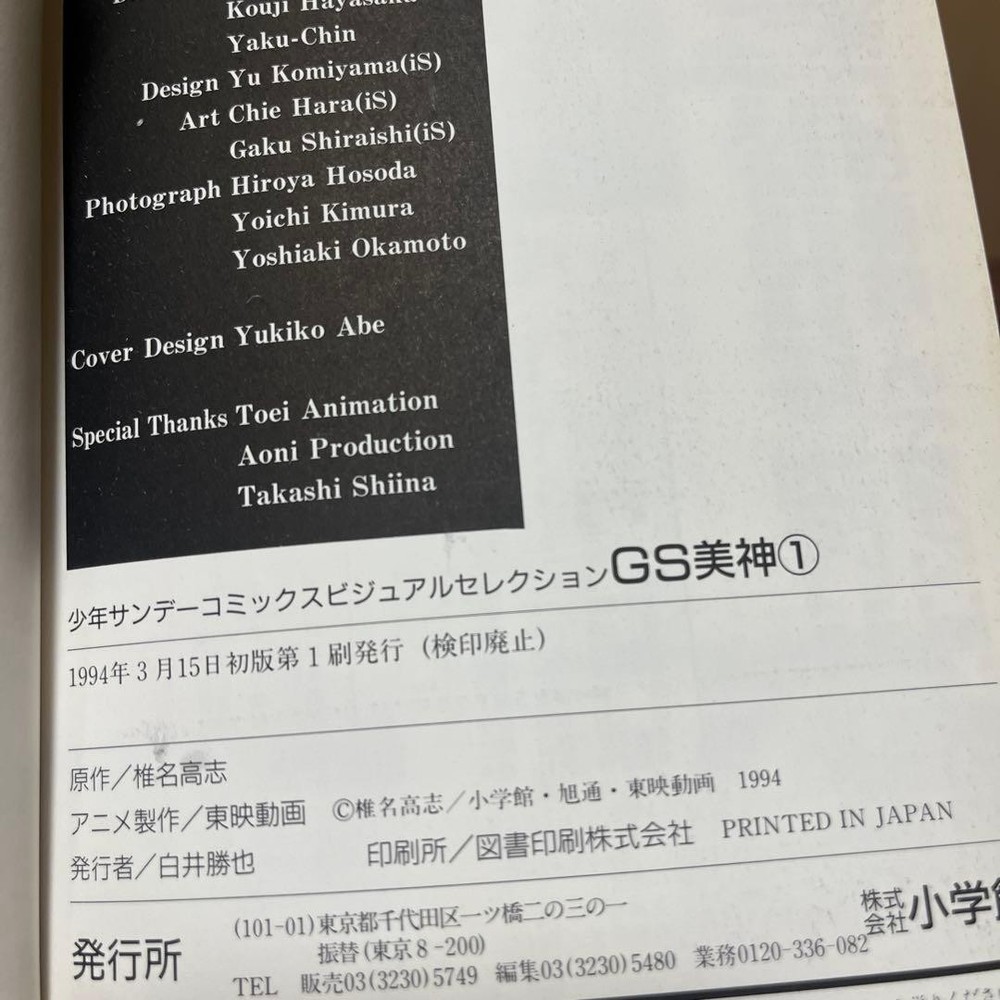 Kouji Hayasaka
Yaku-Chin
Design Yu Komiyama(iS)
Art Chie Hara(iS)
Gaku Shiraishi(iS)
Photograph Hiroya Hosoda
Yoichi Kimura
Yoshiaki Okamoto
Cover Design Yukiko Abe
Special Thanks Toei Animation
Aoni Production
Takashi Shiina
少年サンデーコミックスビジュアルセレクションGS美神①
1994年3月15日初版第1刷発行（検印廃止）
原作／椎名高志
アニメ製作／東映動画 ©椎名高志／小学館・旭通・東映動画 1994
発行者／白井勝也 印刷所／図書印刷株式会社 PRINTED IN JAPAN
発行所 (101-01)東京都千代田区一ツ橋二の三の一 株式会社小学館
振替(東京8-200)
TEL 販売03(3230)5749 編集03(3230)5480 業務0120-336-082